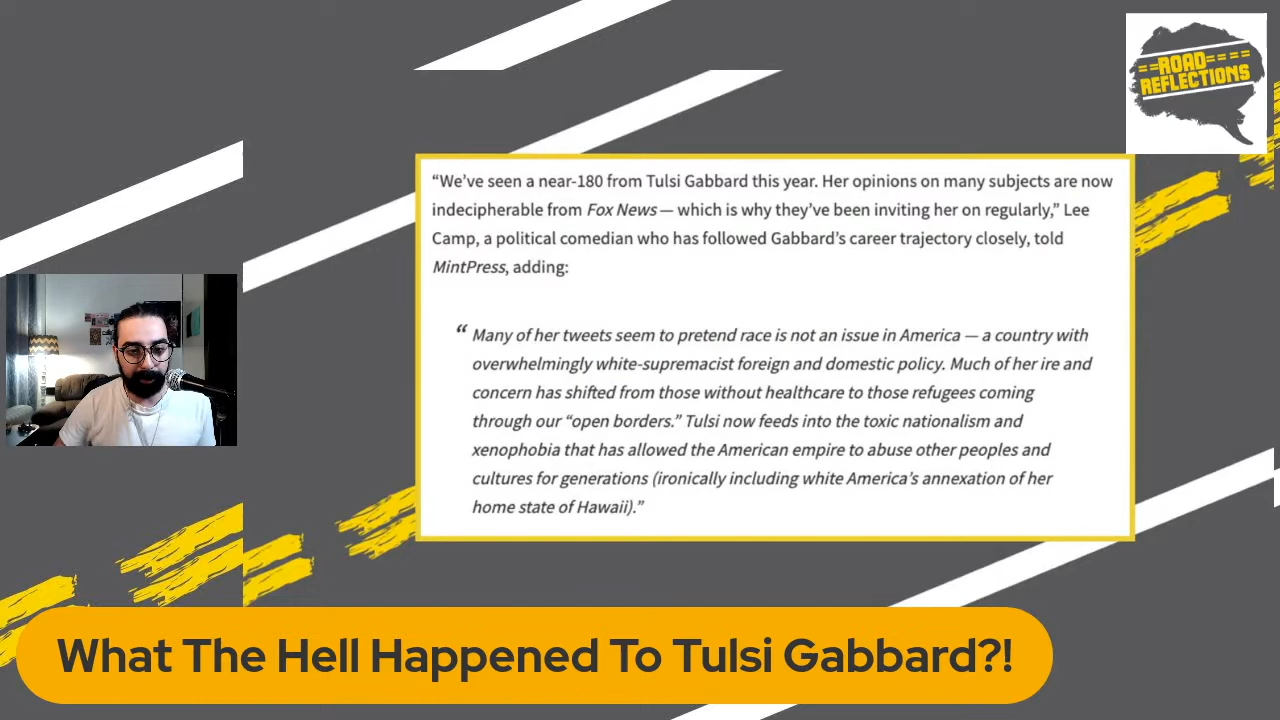 ==ROAD====
REFLECTIONS
“We’ve seen a near-180 from Tulsi Gabbard this year. Her opinions on many subjects are now
indecipherable from Fox News — which is why they’ve been inviting her on regularly,” Lee
Camp, a political comedian who has followed Gabbard’s career trajectory closely, told
MintPress, adding:
“ Many of her tweets seem to pretend race is not an issue in America — a country with
overwhelmingly white-supremacist foreign and domestic policy. Much of her ire and
concern has shifted from those without healthcare to those refugees coming
through our “open borders.” Tulsi now feeds into the toxic nationalism and
xenophobia that has allowed the American empire to abuse other peoples and
cultures for generations (ironically including white America’s annexation of her
home state of Hawaii).”
What The Hell Happened To Tulsi Gabbard?!